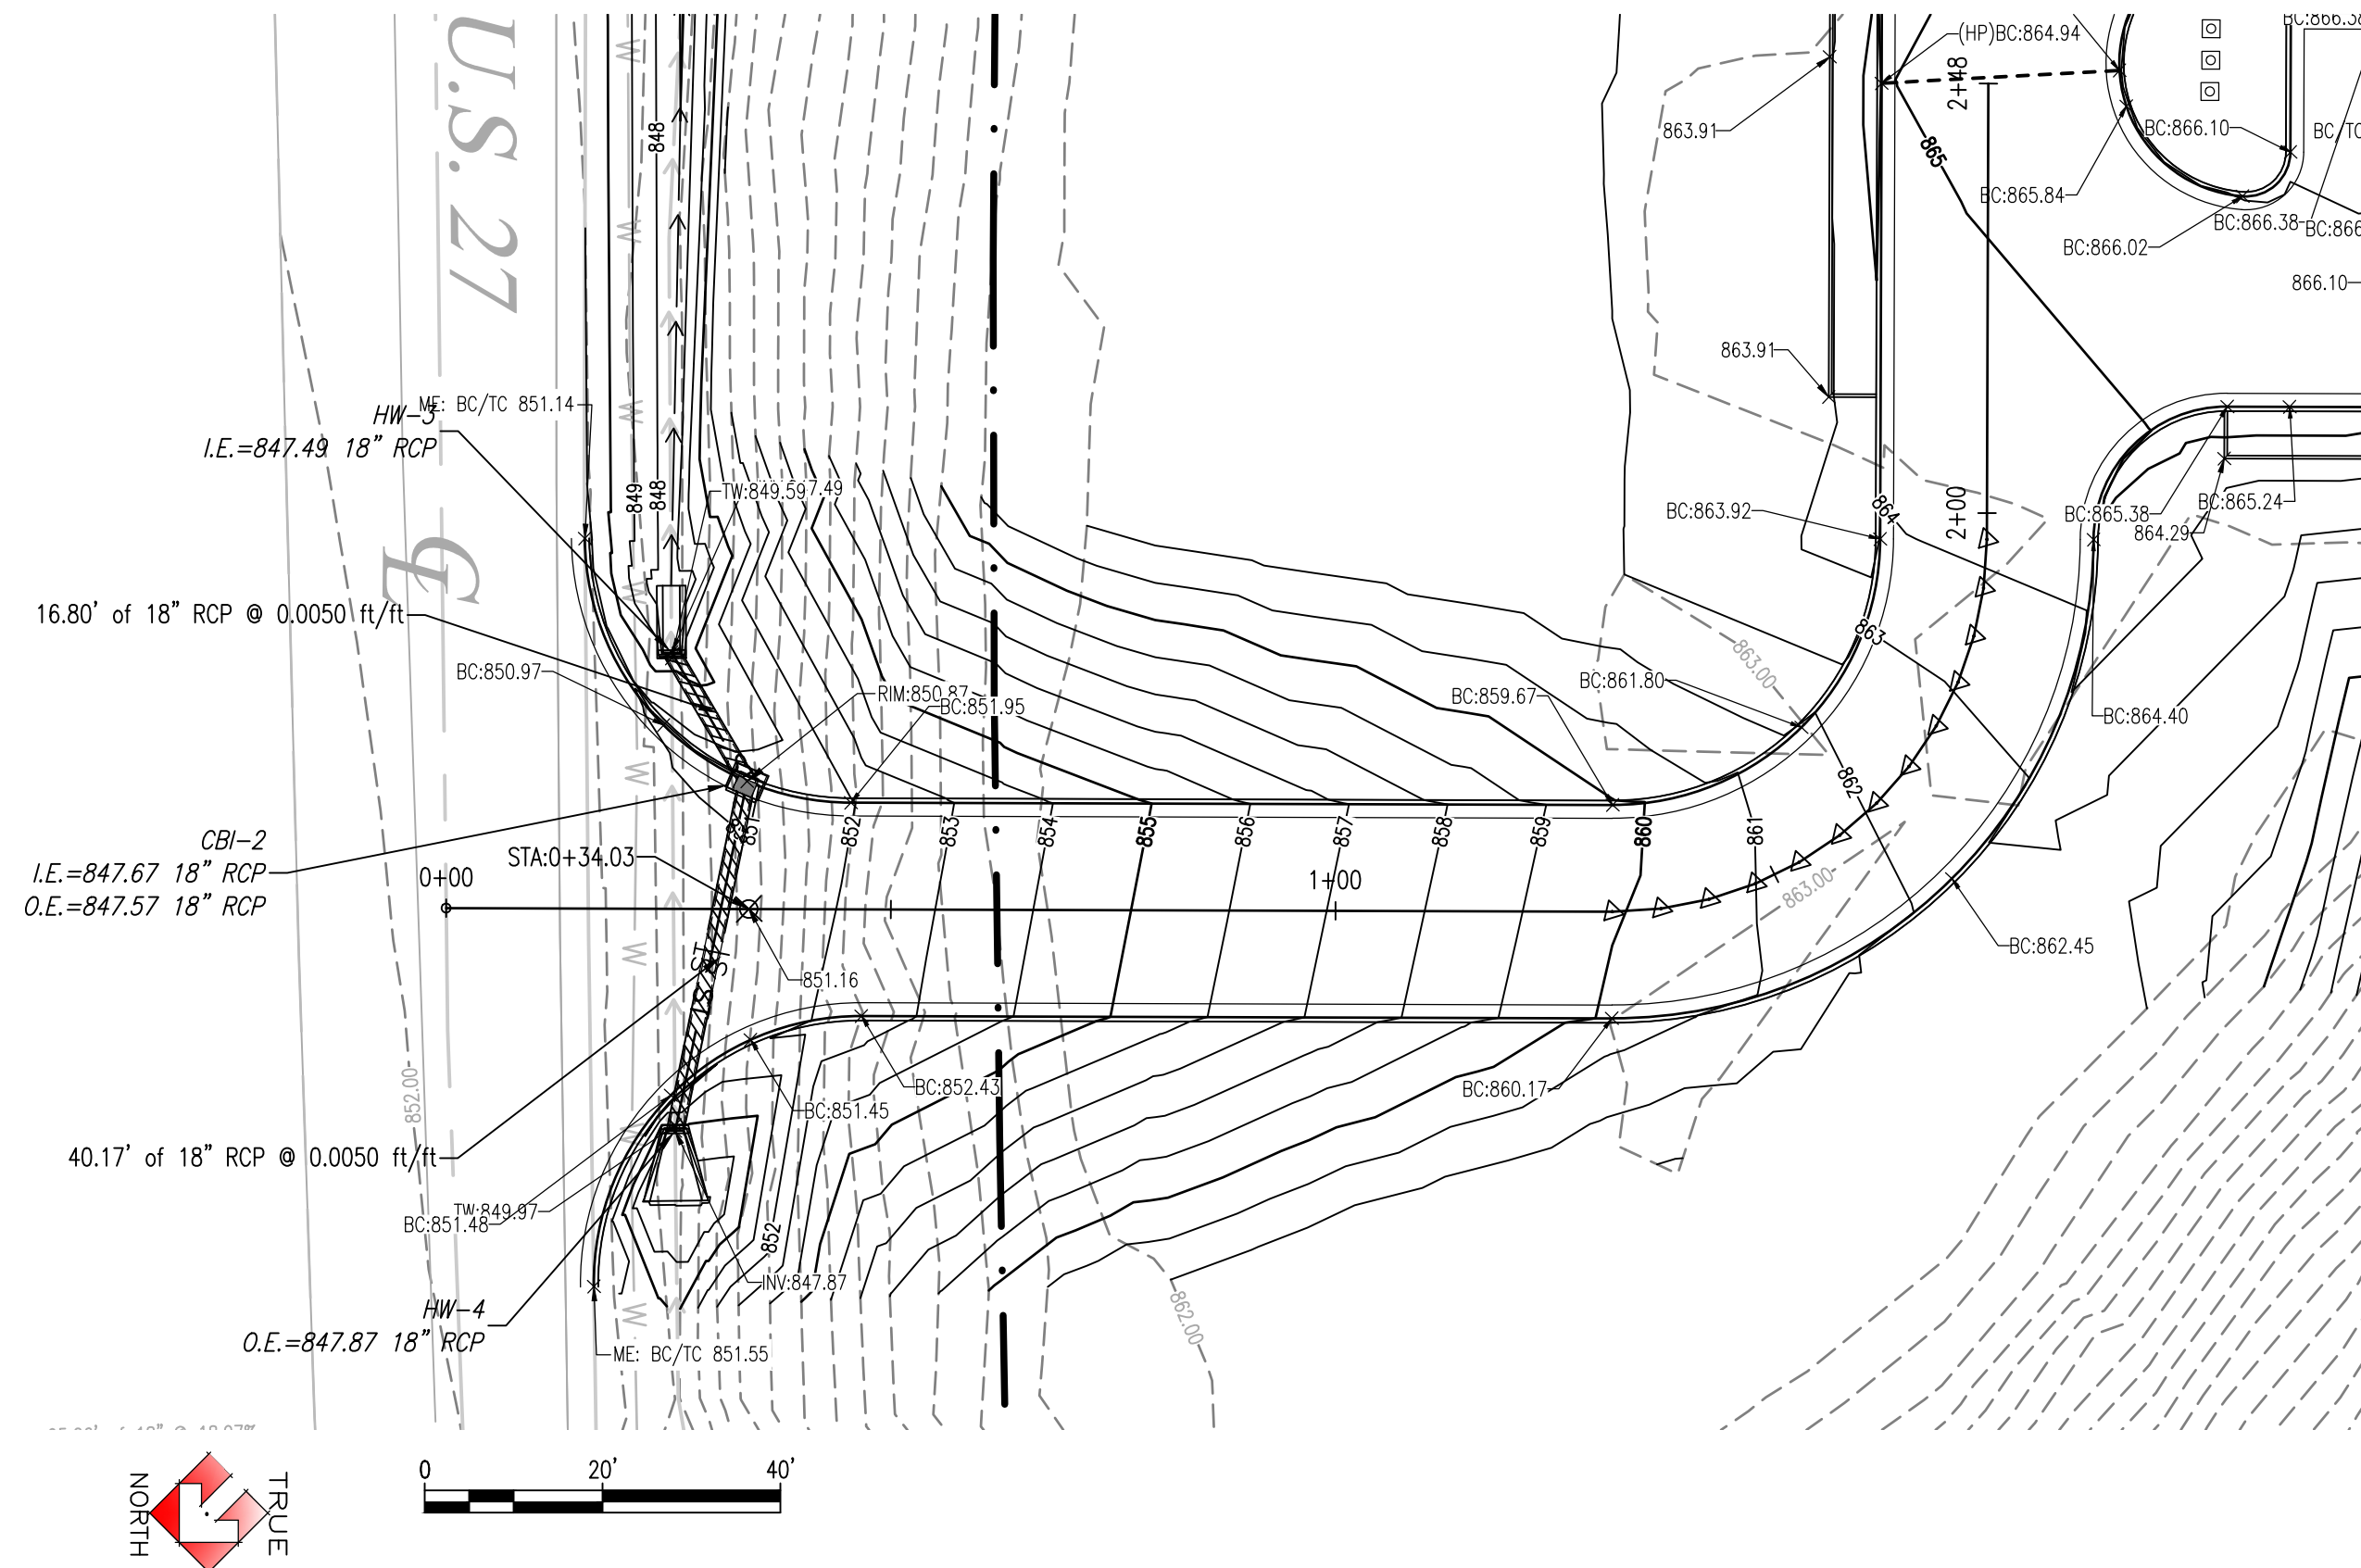 U.S. 27
CL
848
(HP)BC:864.94
2+48
863.91
865
BC:866.10
BC:865.84
BC:866.38
BC:866.02
866.10
863.91
HW-3
I.E.=847.49 18" RCP
ME: BC/TC 851.14
849
848
TW:849.59
7.49
BC:863.92
864
2+00
BC:865.38
BC:865.24
864.29
16.80' of 18" RCP @ 0.0050 ft/ft
BC:850.97
RIM:850.87
BC:851.95
BC:859.67
BC:861.80
863.00
863
BC:864.40
CBI-2
I.E.=847.67 18" RCP
O.E.=847.57 18" RCP
STA:0+34.03
0+00
851
852
853
854
855
856
857
858
859
860
861
862
1+00
863.00
BC:862.45
851.16
ST
ST
W
852.00
BC:852.43
BC:851.45
BC:860.17
40.17' of 18" RCP @ 0.0050 ft/ft
TW:849.97
BC:851.48
852
INV:847.87
HW-4
O.E.=847.87 18" RCP
ME: BC/TC 851.55
862.00
TRUE
NORTH
0 20' 40'